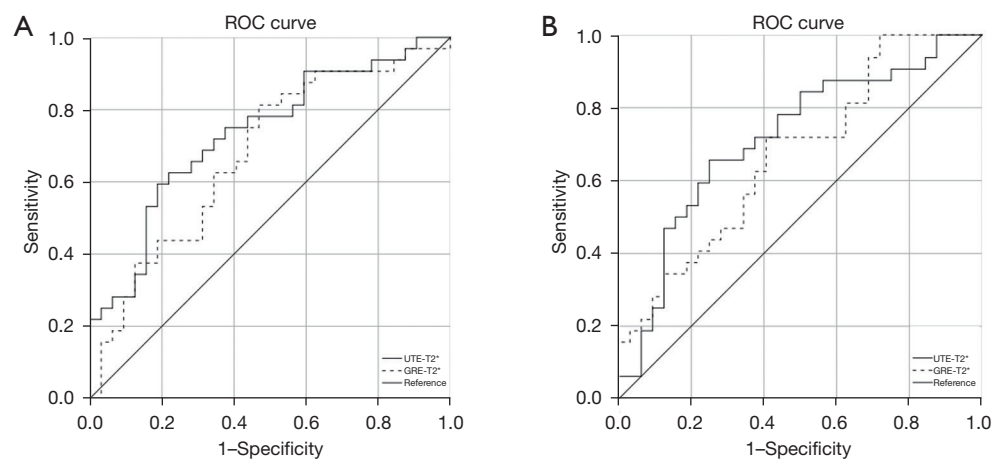 A
ROC curve
1.0
0.8
0.6
0.4
0.2
0.0
Sensitivity
UTE-T2*
GRE-T2*
Reference
0.0 0.2 0.4 0.6 0.8 1.0
1–Specificity
B
ROC curve
1.0
0.8
0.6
0.4
0.2
0.0
Sensitivity
UTE-T2*
GRE-T2*
Reference
0.0 0.2 0.4 0.6 0.8 1.0
1–Specificity